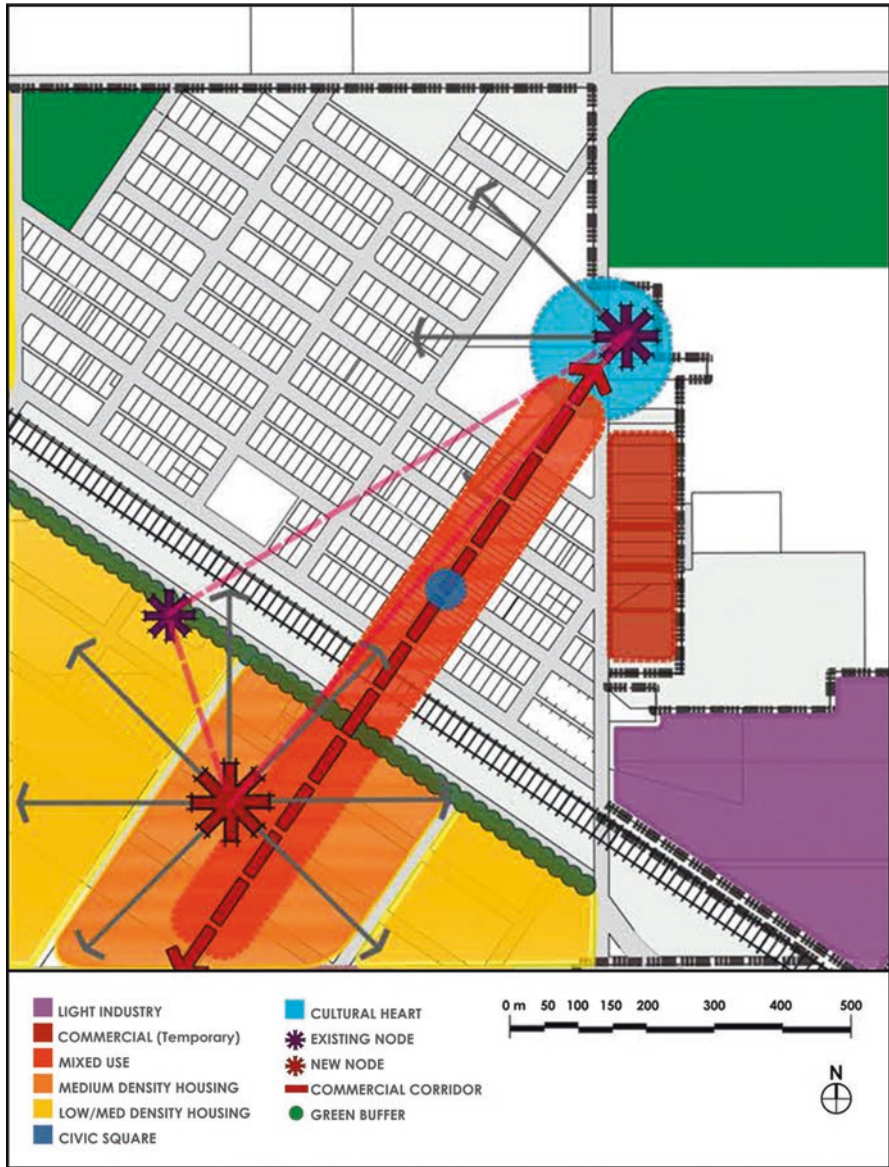 LIGHT INDUSTRY
COMMERCIAL (Temporary)
MIXED USE
MEDIUM DENSITY HOUSING
LOW/MED DENSITY HOUSING
CIVIC SQUARE
CULTURAL HEART
EXISTING NODE
NEW NODE
COMMERCIAL CORRIDOR
GREEN BUFFER
0 m 50 100 150 200 300 400 500
N